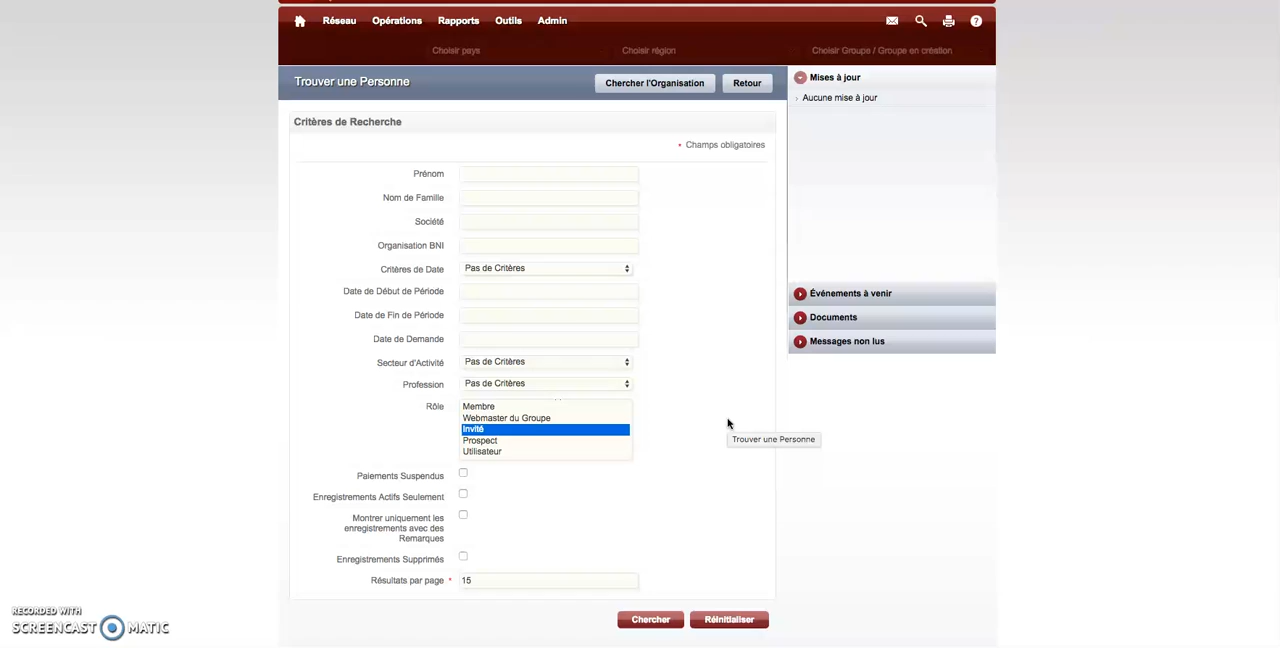 Réseau Opérations Rapports Outils Admin
Choisir pays Choisir région Choisir Groupe / Groupe en création
Trouver une Personne
Chercher l'Organisation
Retour
Critères de Recherche
• Champs obligatoires
Prénom
Nom de Famille
Société
Organisation BNI
Critères de Date Pas de Critères
Date de Début de Période
Date de Fin de Période
Date de Demande
Secteur d'Activité Pas de Critères
Profession Pas de Critères
Rôle
Membre
Webmaster du Groupe
Invité
Prospect
Utilisateur
Paiements Suspendus
Enregistrements Actifs Seulement
Montrer uniquement les
enregistrements avec des
Remarques
Enregistrements Supprimés
Résultats par page • 15
Chercher
Réinitialiser
Trouver une Personne
Mises à jour
Aucune mise à jour
Événements à venir
Documents
Messages non lus
RECORDED WITH
SCREENCAST MATIC